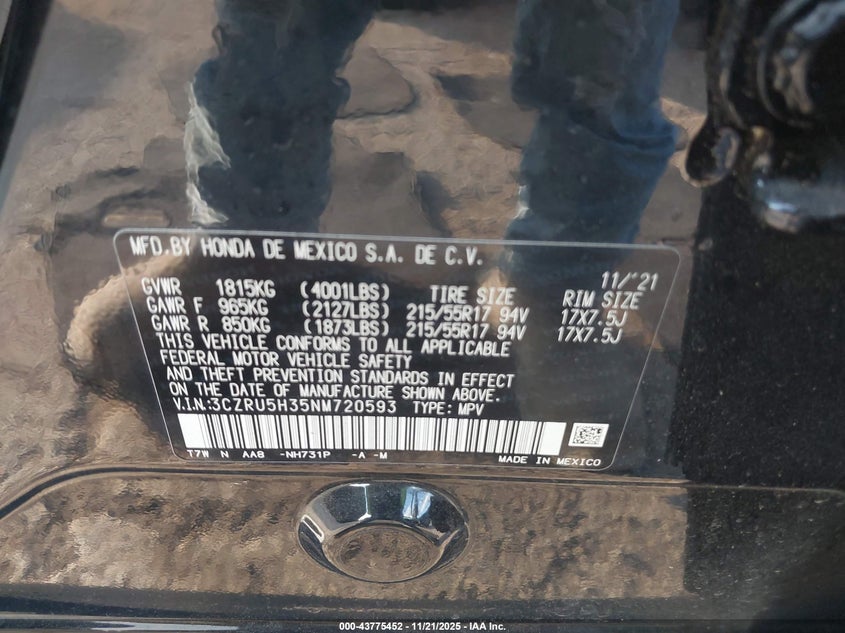 MFD.BY HONDA DE MEXICO S.A. DE C.V.
11/'21
GVWR 1815KG (4001LBS) TIRE SIZE RIM SIZE
GAWR F 965KG (2127LBS) 215/55R17 94V 17X7.5J
GAWR R 850KG (1873LBS) 215/55R17 94V 17X7.5J
THIS VEHICLE CONFORMS TO ALL APPLICABLE
FEDERAL MOTOR VEHICLE SAFETY
AND THEFT PREVENTION STANDARDS IN EFFECT
ON THE DATE OF MANUFACTURE SHOWN ABOVE.
V.I.N:3CZRU5H35NM720593 TYPE: MPV
T7W N AA8 -NH731P -A -M
MADE IN MEXICO
000-43775452 - 11/21/2025 - IAA Inc.